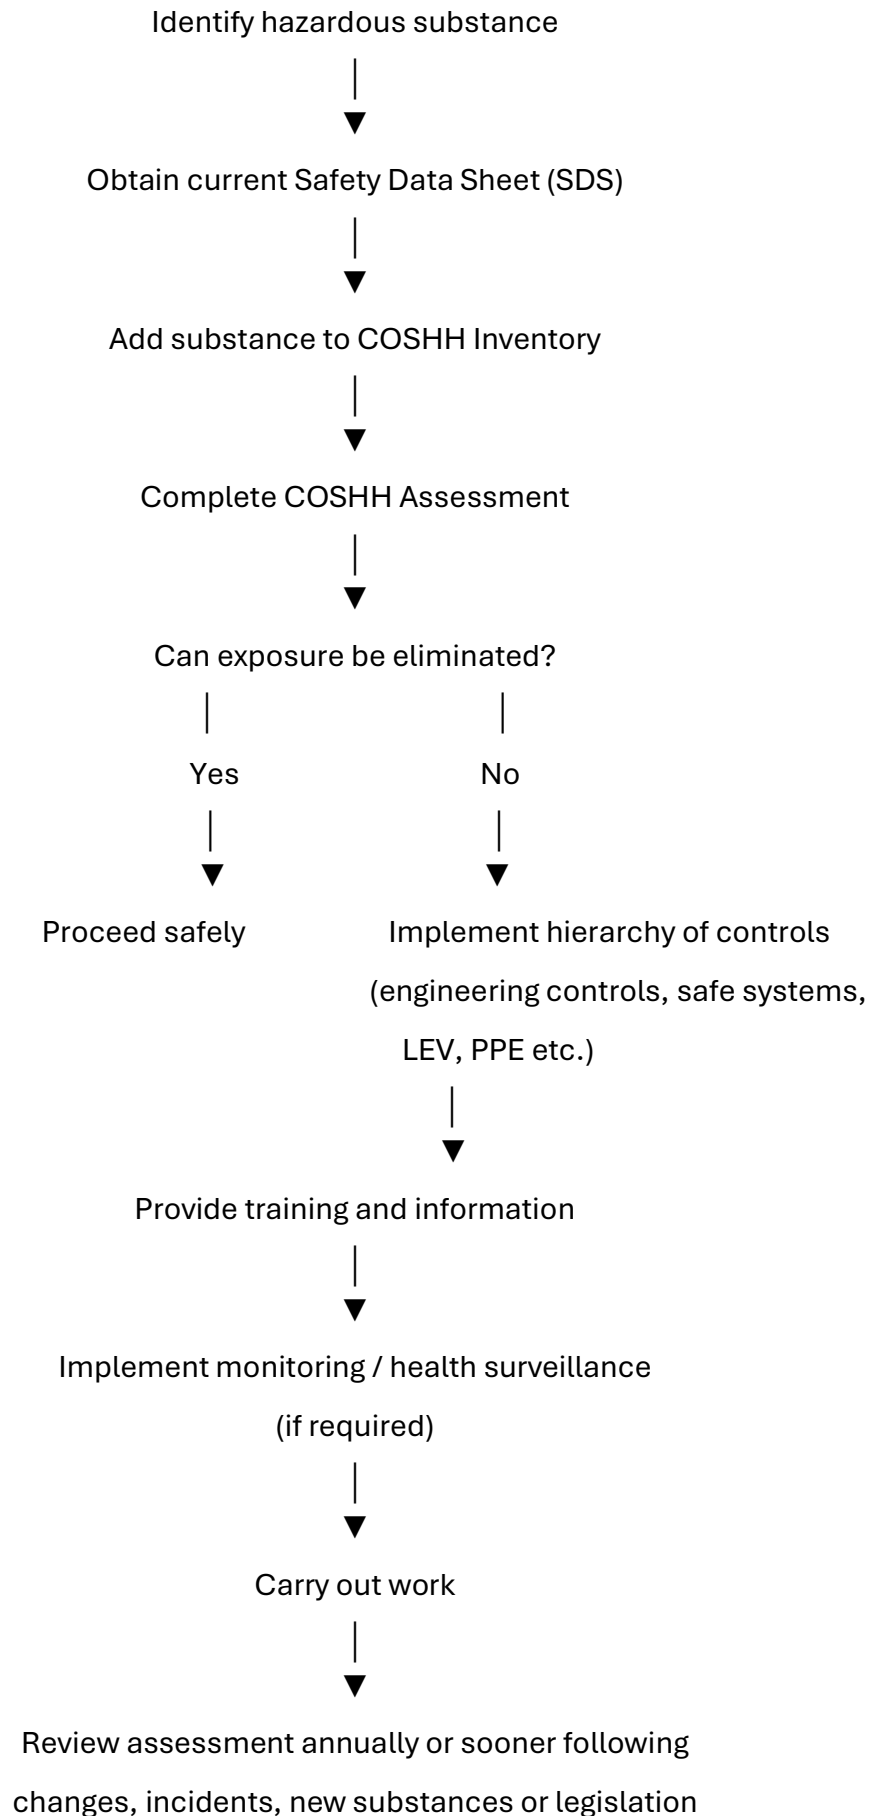 Identify hazardous substance
Obtain current Safety Data Sheet (SDS)
Add substance to COSHH Inventory
Complete COSHH Assessment
Can exposure be eliminated?
Yes No
Proceed safely Implement hierarchy of controls
(engineering controls, safe systems,
LEV, PPE etc.)
Provide training and information
Implement monitoring / health surveillance
(if required)
Carry out work
Review assessment annually or sooner following
changes, incidents, new substances or legislation